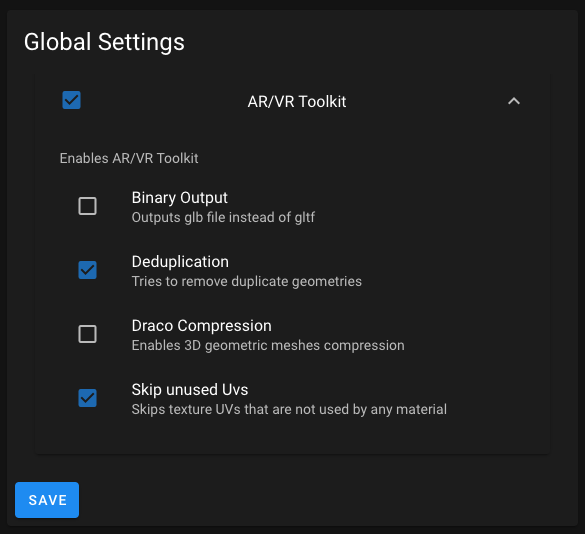 Global Settings
AR/VR Toolkit
Enables AR/VR Toolkit
Binary Output
Outputs glb file instead of gltf
Deduplication
Tries to remove duplicate geometries
Draco Compression
Enables 3D geometric meshes compression
Skip unused Uvs
Skips texture UVs that are not used by any material
SAVE